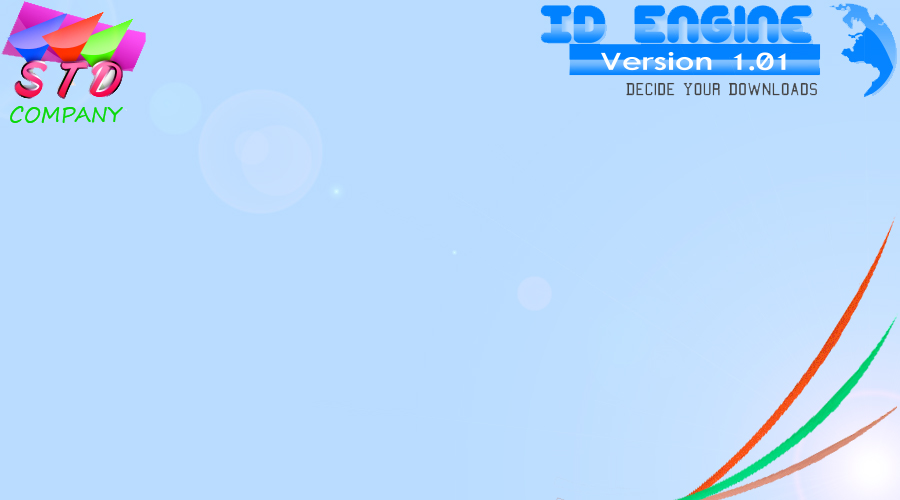 STD
COMPANY
ID ENGINE
Version 1.01
DECIDE YOUR DOWNLOADS